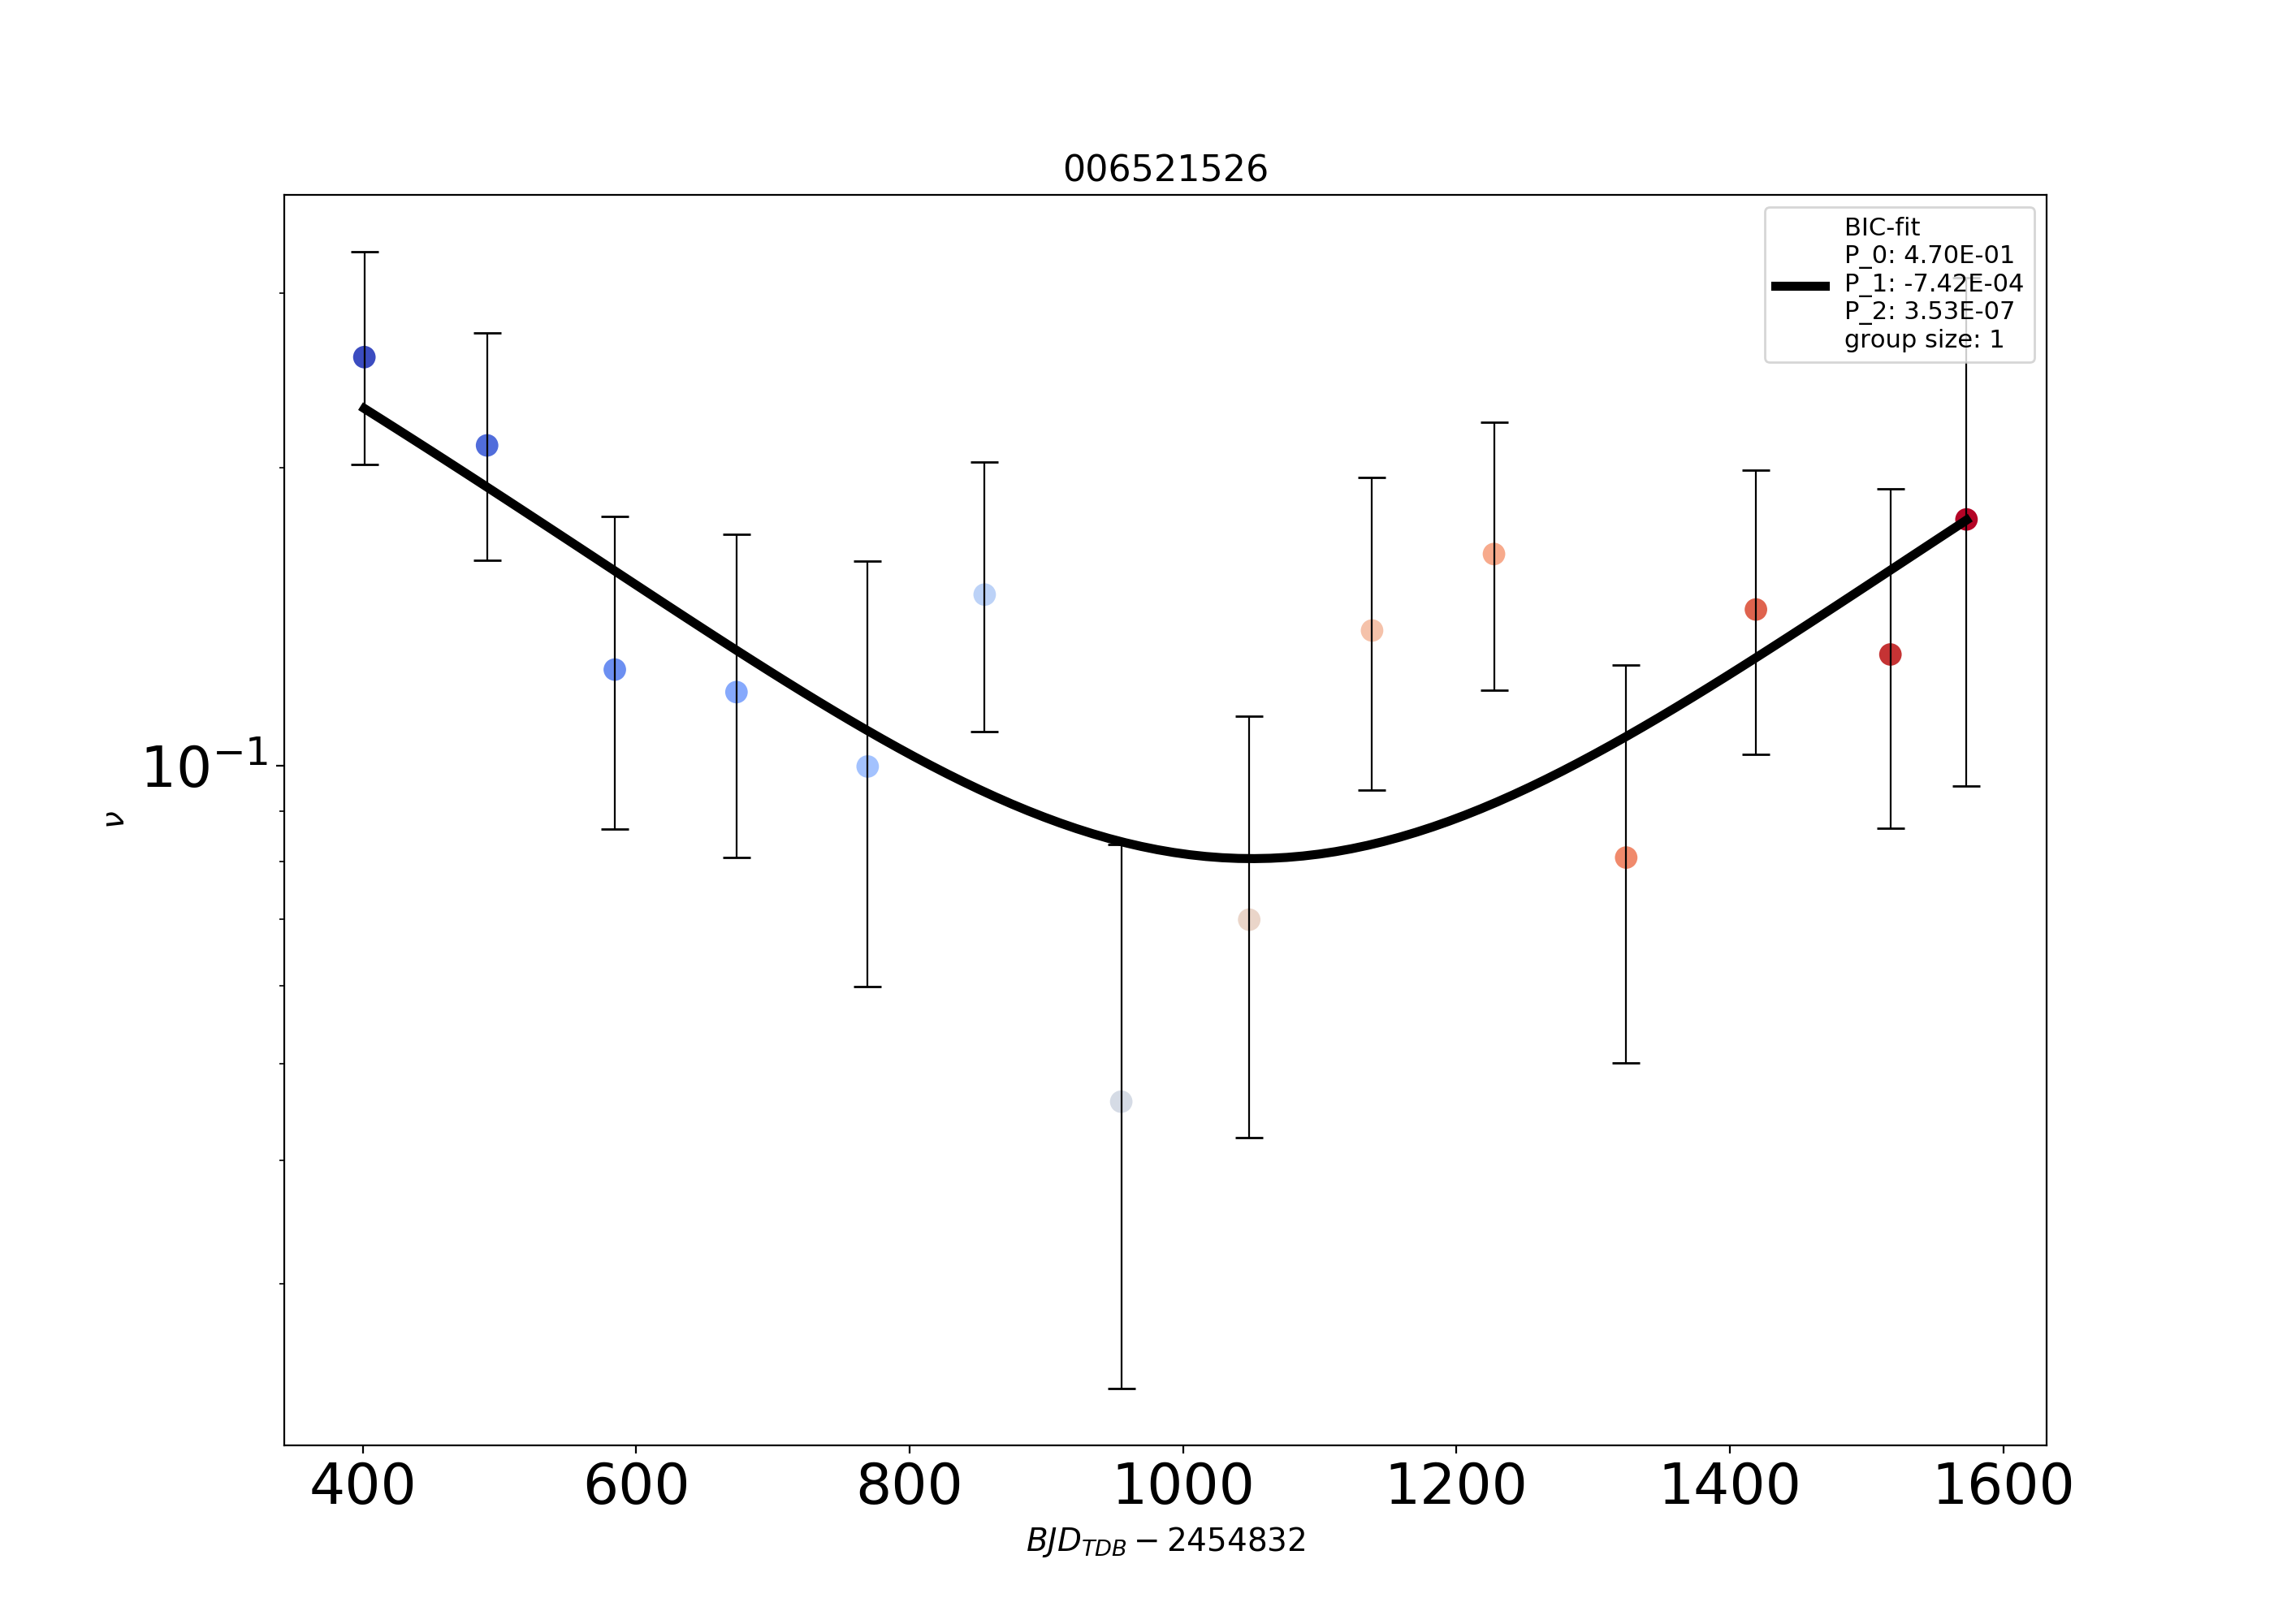 006521526
BIC-fit
P_0: 4.70E-01
P_1: -7.42E-04
P_2: 3.53E-07
group size: 1
10⁻¹
ν
400 600 800 1000 1200 1400 1600
BJD_{TDB} − 2454832